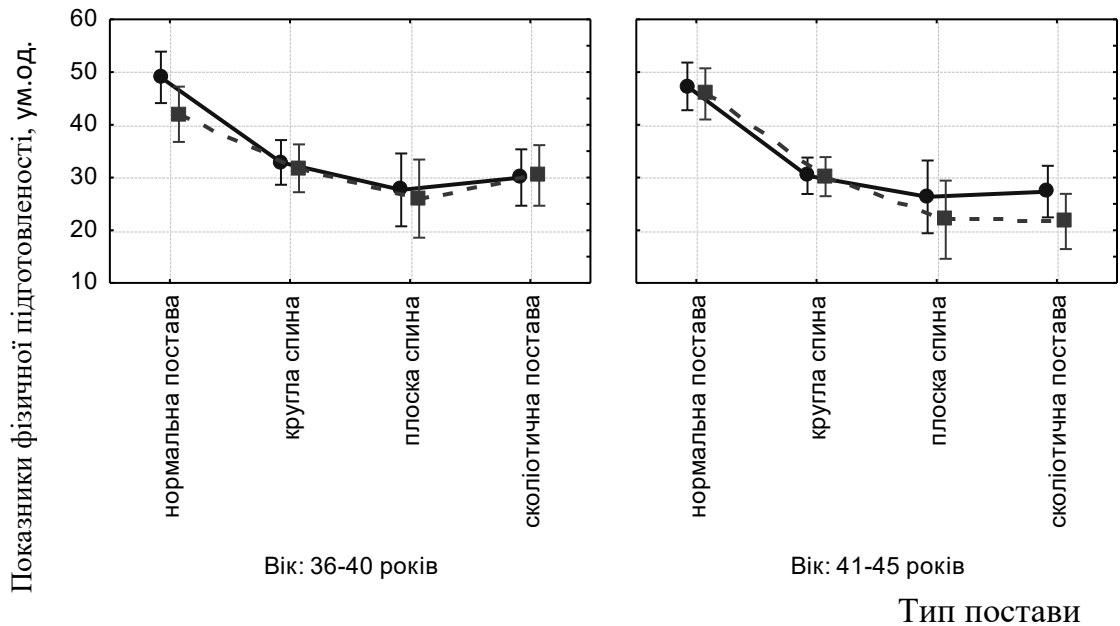 Показники фізичної підготовленості, ум.од.
60
50
40
30
20
10
нормальна постава
кругла спина
плоска спина
сколіотична постава
нормальна постава
кругла спина
плоска спина
сколіотична постава
Вік: 36-40 років
Вік: 41-45 років
Тип постави